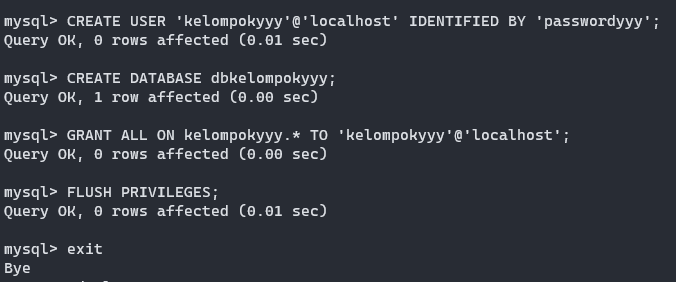 mysql> CREATE USER 'kelompokyyy'@'localhost' IDENTIFIED BY 'passwordyyy';
Query OK, 0 rows affected (0.01 sec)
mysql> CREATE DATABASE dbkelompokyyy;
Query OK, 1 row affected (0.00 sec)
mysql> GRANT ALL ON kelompokyyy.* TO 'kelompokyyy'@'localhost';
Query OK, 0 rows affected (0.00 sec)
mysql> FLUSH PRIVILEGES;
Query OK, 0 rows affected (0.01 sec)
mysql> exit
Bye